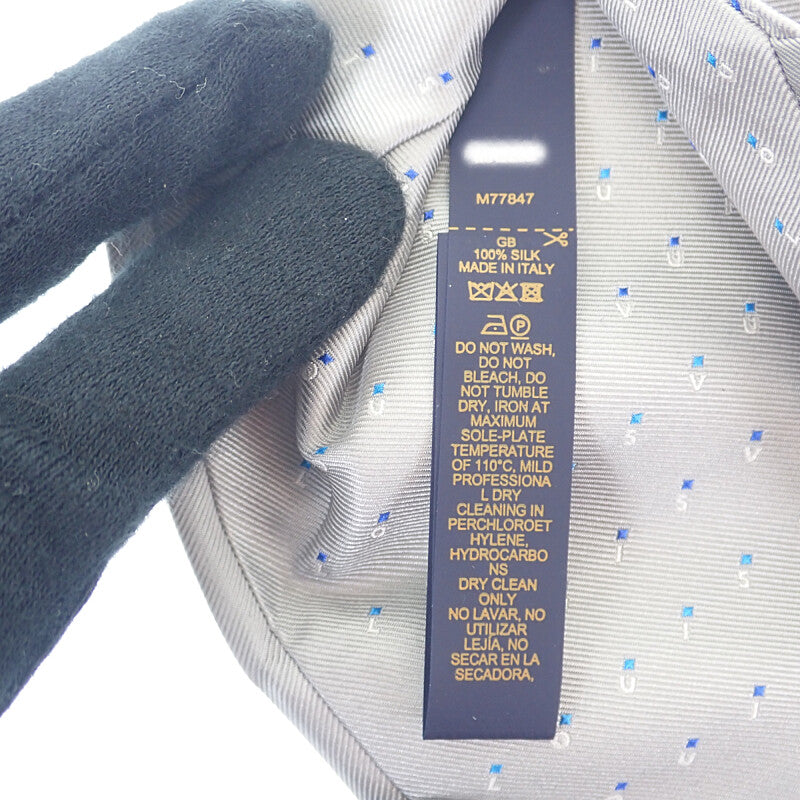 M77847
GB
100% SILK
MADE IN ITALY
P
DO NOT WASH,
DO NOT
BLEACH, DO
NOT TUMBLE
DRY, IRON AT
MAXIMUM
SOLE-PLATE
TEMPERATURE
OF 110°C, MILD
PROFESSIONA
L DRY
CLEANING IN
PERCHLOROET
HYLENE,
HYDROCARBO
NS
DRY CLEAN
ONLY
NO LAVAR, NO
UTILIZAR
LEJÍA, NO
SECAR EN LA
SECADORA,